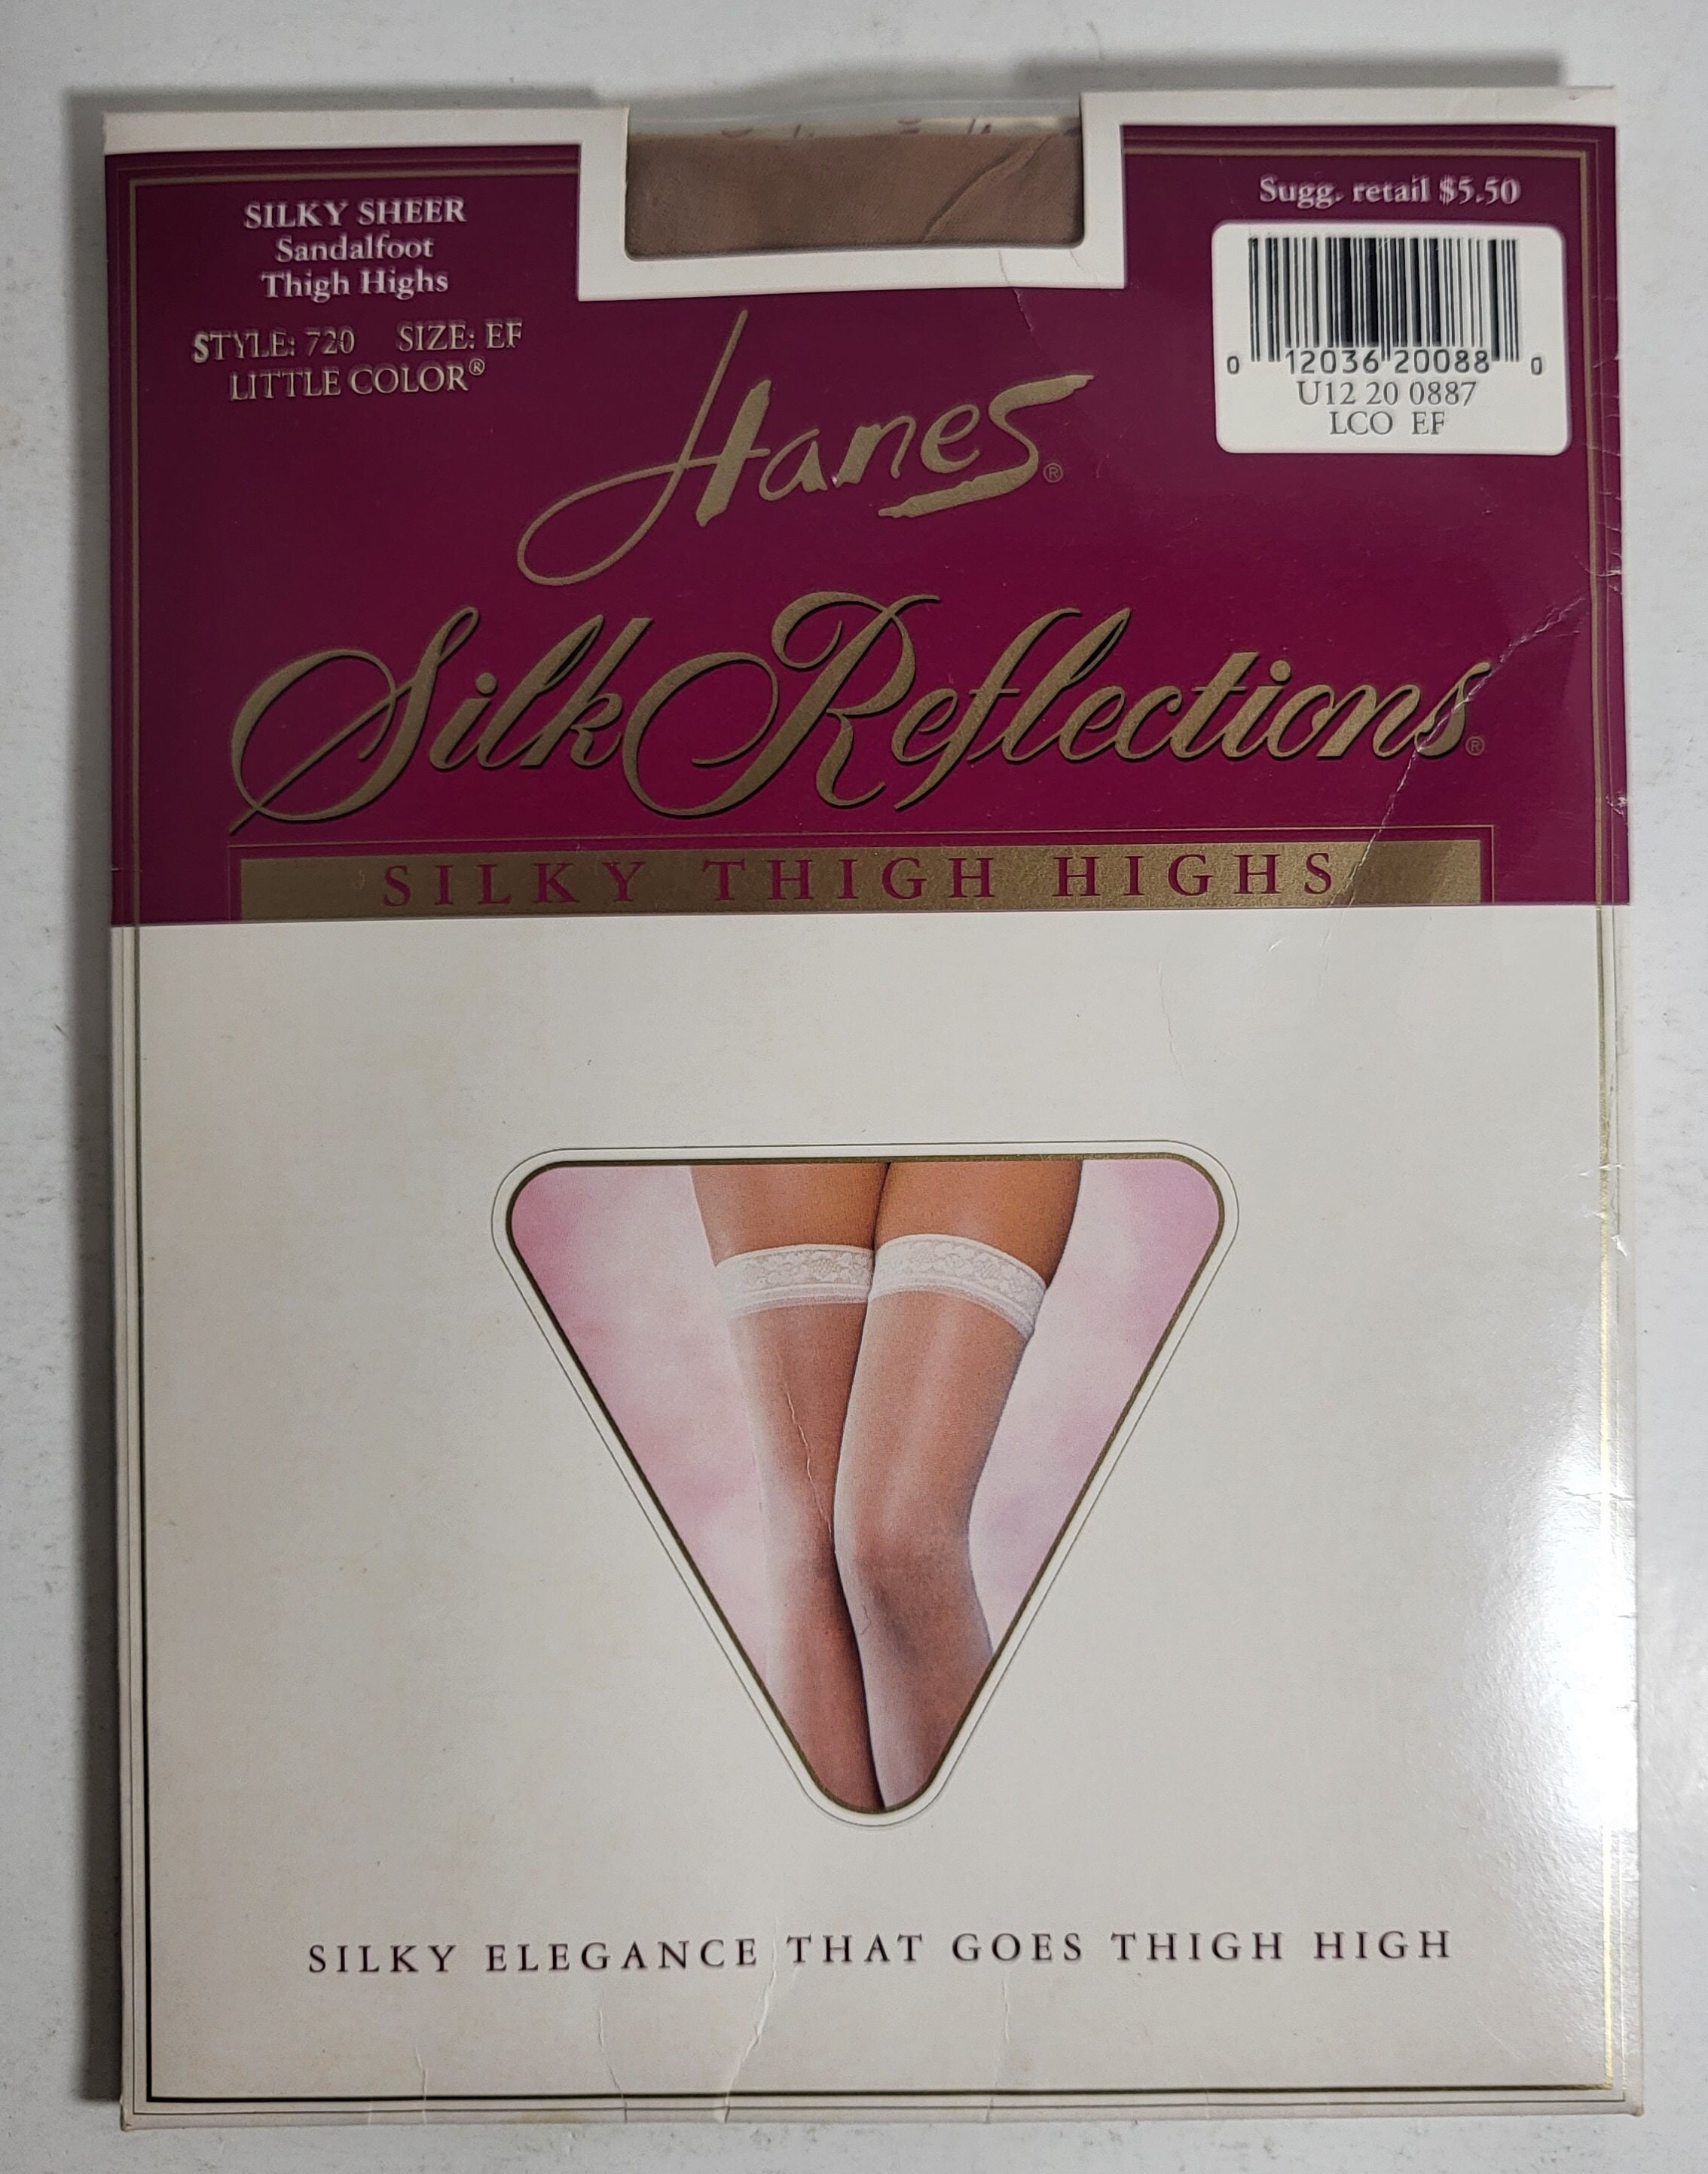 SILKY SHEER
Sandalfoot
Thigh Highs
STYLE: 720 SIZE: EF
LITTLE COLOR®
Sugg. retail $5.50
0 12036 20088 0
U12 20 0887
LCO EF
Hanes®
Silk Reflections®
SILKY THIGH HIGHS
SILKY ELEGANCE THAT GOES THIGH HIGH